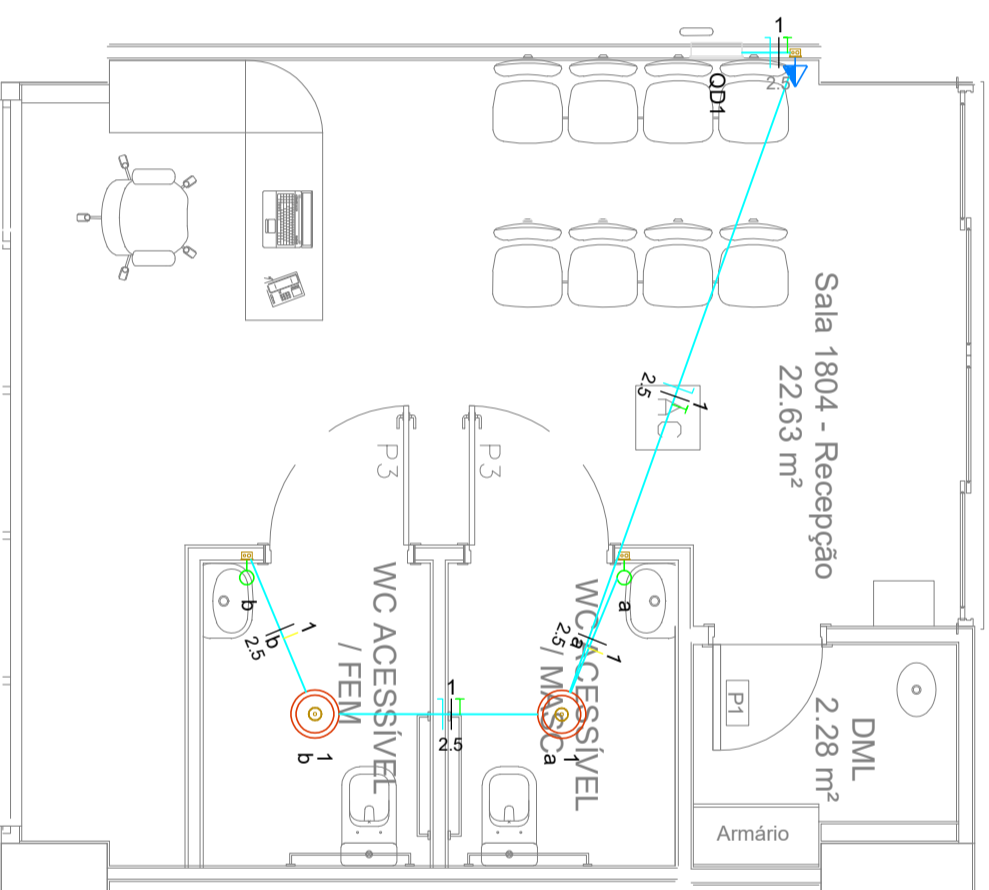 1
2.5
QD1
Sala 1804 - Recepção
22.63 m²
1
2.5
AC
P3
P3
WC ACESSÍVEL
/ FEM
WC ACESSÍVEL
/ MASC
b
a
1
b
2.5
1
a
2.5
1
2.5
1
b
1
a
P1
DML
2.28 m²
Armário